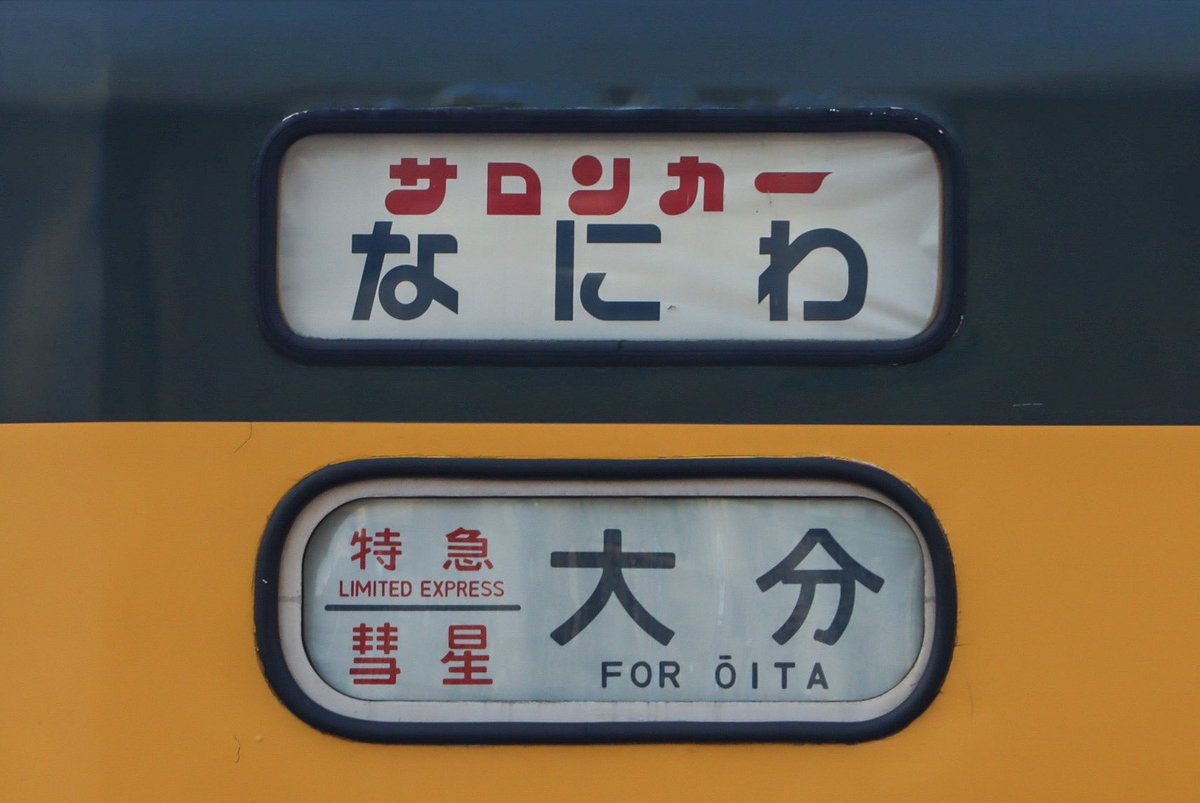 サロンカー
なにわ
特急
LIMITED EXPRESS
彗星
大分
FOR ŌITA